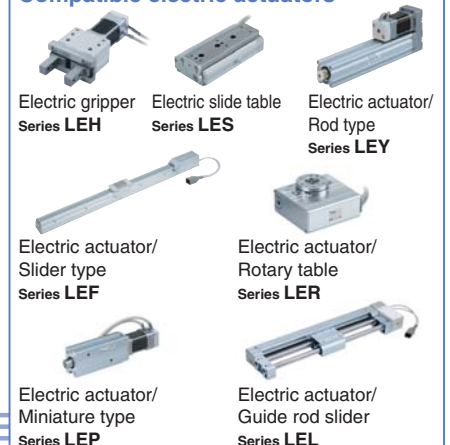 Compatible electric actuators
Electric gripper
Series LEH
Electric slide table
Series LES
Electric actuator/
Rod type
Series LEY
Electric actuator/
Slider type
Series LEF
Electric actuator/
Rotary table
Series LER
Electric actuator/
Miniature type
Series LEP
Electric actuator/
Guide rod slider
Series LEL